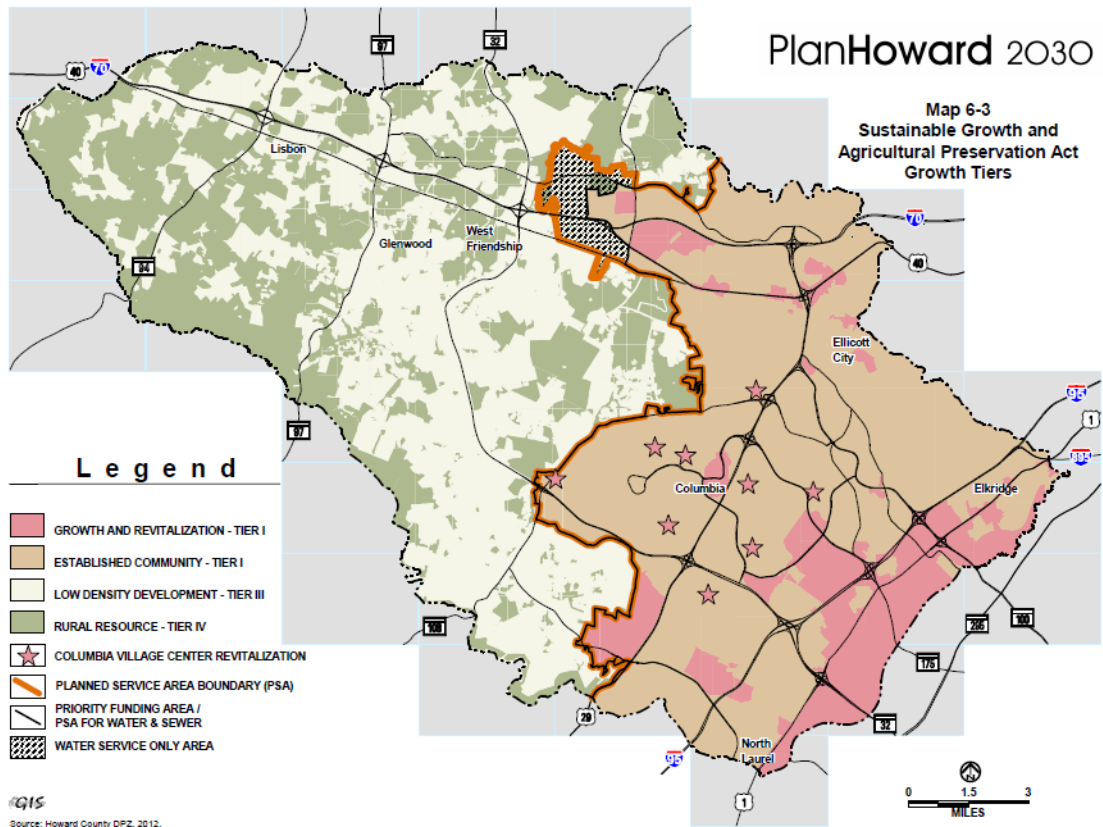 PlanHoward 2030
Map 6-3
Sustainable Growth and
Agricultural Preservation Act
Growth Tiers
40
70
97
32
Lisbon
Glenwood
West
Friendship
94
97
70
40
Ellicott
City
95
1
895
Columbia
Elkridge
108
29
95
North
Laurel
1
32
175
295
100
Legend
GROWTH AND REVITALIZATION - TIER I
ESTABLISHED COMMUNITY - TIER I
LOW DENSITY DEVELOPMENT - TIER III
RURAL RESOURCE - TIER IV
COLUMBIA VILLAGE CENTER REVITALIZATION
PLANNED SERVICE AREA BOUNDARY (PSA)
PRIORITY FUNDING AREA /
PSA FOR WATER & SEWER
WATER SERVICE ONLY AREA
GIS
Source: Howard County DPZ, 2012.
N
0 1.5 3
MILES